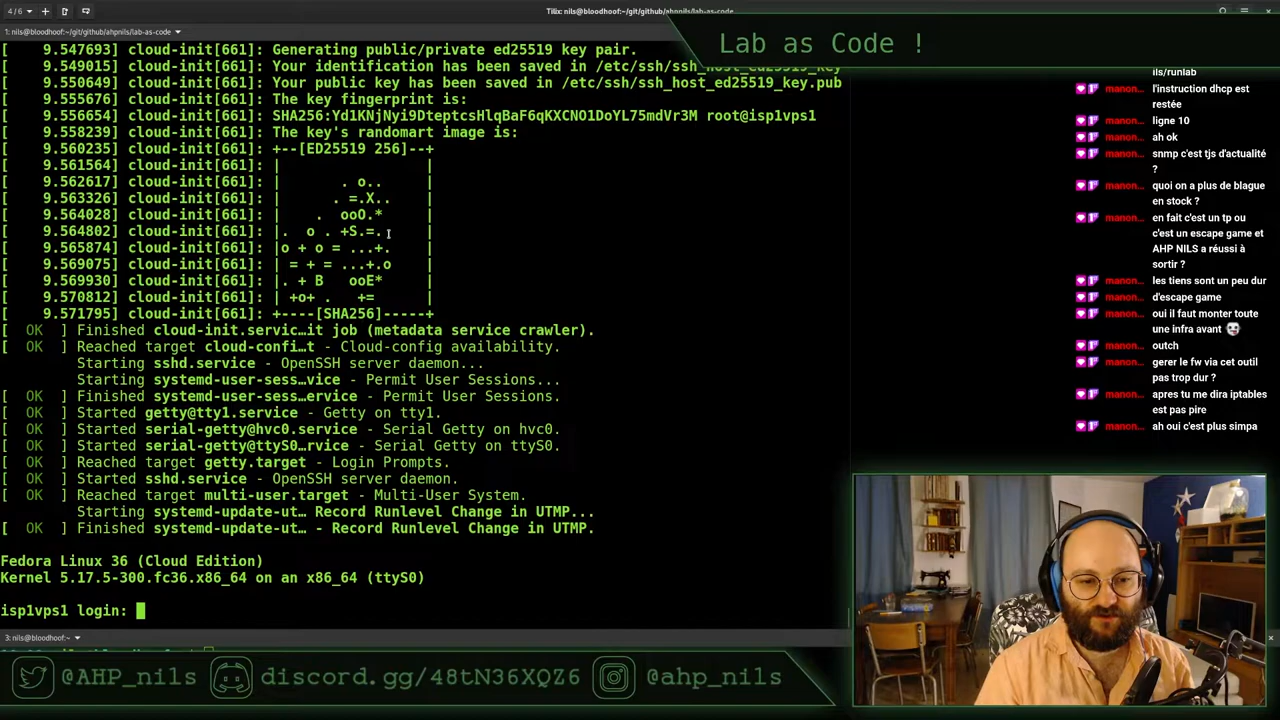 4 / 6
Tilix: nils@bloodhoof:~/git/github/ahpnils/lab-as-code
1: nils@bloodhoof:~/git/github/ahpnils/lab-as-code
[    9.547693] cloud-init[661]: Generating public/private ed25519 key pair.
[    9.549015] cloud-init[661]: Your identification has been saved in /etc/ssh/ssh_host_ed25519_key
[    9.550649] cloud-init[661]: Your public key has been saved in /etc/ssh/ssh_host_ed25519_key.pub
[    9.555676] cloud-init[661]: The key fingerprint is:
[    9.556654] cloud-init[661]: SHA256:Yd1KNjNyi9DteptcsHlqBaF6qKXCNO1DoYL75mdVr3M root@isp1vps1
[    9.558239] cloud-init[661]: The key's randomart image is:
[    9.560235] cloud-init[661]: +--[ED25519 256]--+
[    9.561564] cloud-init[661]: |                 |
[    9.562617] cloud-init[661]: |       . o..     |
[    9.563326] cloud-init[661]: |      . =.X..    |
[    9.564028] cloud-init[661]: |    .  ooO.*     |
[    9.564802] cloud-init[661]: |.  o . +S.=.     |
[    9.565874] cloud-init[661]: |o + o = ...+.    |
[    9.569075] cloud-init[661]: | = + = ...+.o    |
[    9.569930] cloud-init[661]: |. + B   ooE*     |
[    9.570812] cloud-init[661]: | +o+ .   +=      |
[    9.571795] cloud-init[661]: +----[SHA256]-----+
[  OK  ] Finished cloud-init.servic…it job (metadata service crawler).
[  OK  ] Reached target cloud-confi…t - Cloud-config availability.
Starting sshd.service - OpenSSH server daemon...
Starting systemd-user-sess…vice - Permit User Sessions...
[  OK  ] Finished systemd-user-sess…ervice - Permit User Sessions.
[  OK  ] Started getty@tty1.service - Getty on tty1.
[  OK  ] Started serial-getty@hvc0.service - Serial Getty on hvc0.
[  OK  ] Started serial-getty@ttyS0…rvice - Serial Getty on ttyS0.
[  OK  ] Reached target getty.target - Login Prompts.
[  OK  ] Started sshd.service - OpenSSH server daemon.
[  OK  ] Reached target multi-user.target - Multi-User System.
Starting systemd-update-ut… Record Runlevel Change in UTMP...
[  OK  ] Finished systemd-update-ut… - Record Runlevel Change in UTMP.
Fedora Linux 36 (Cloud Edition)
Kernel 5.17.5-300.fc36.x86_64 on an x86_64 (ttyS0)
isp1vps1 login:
3: nils@bloodhoof:~
Lab as Code !
ils/runlab
manon... l'instruction dhcp est
restée
manon... ligne 10
manon... ah ok
manon... snmp c'est tjs d'actualité
?
manon... quoi on a plus de blague
en stock ?
manon... en fait c'est un tp ou
c'est un escape game et
AHP NILS a réussi à
sortir ?
manon... les tiens sont un peu dur
manon... d'escape game
manon... oui il faut monter toute
une infra avant
manon... outch
manon... gerer le fw via cet outil
pas trop dur ?
manon... apres tu me dira iptables
est pas pire
manon... ah oui c'est plus simpa
@AHP_nils
discord.gg/48tN36XQZ6
@ahp_nils